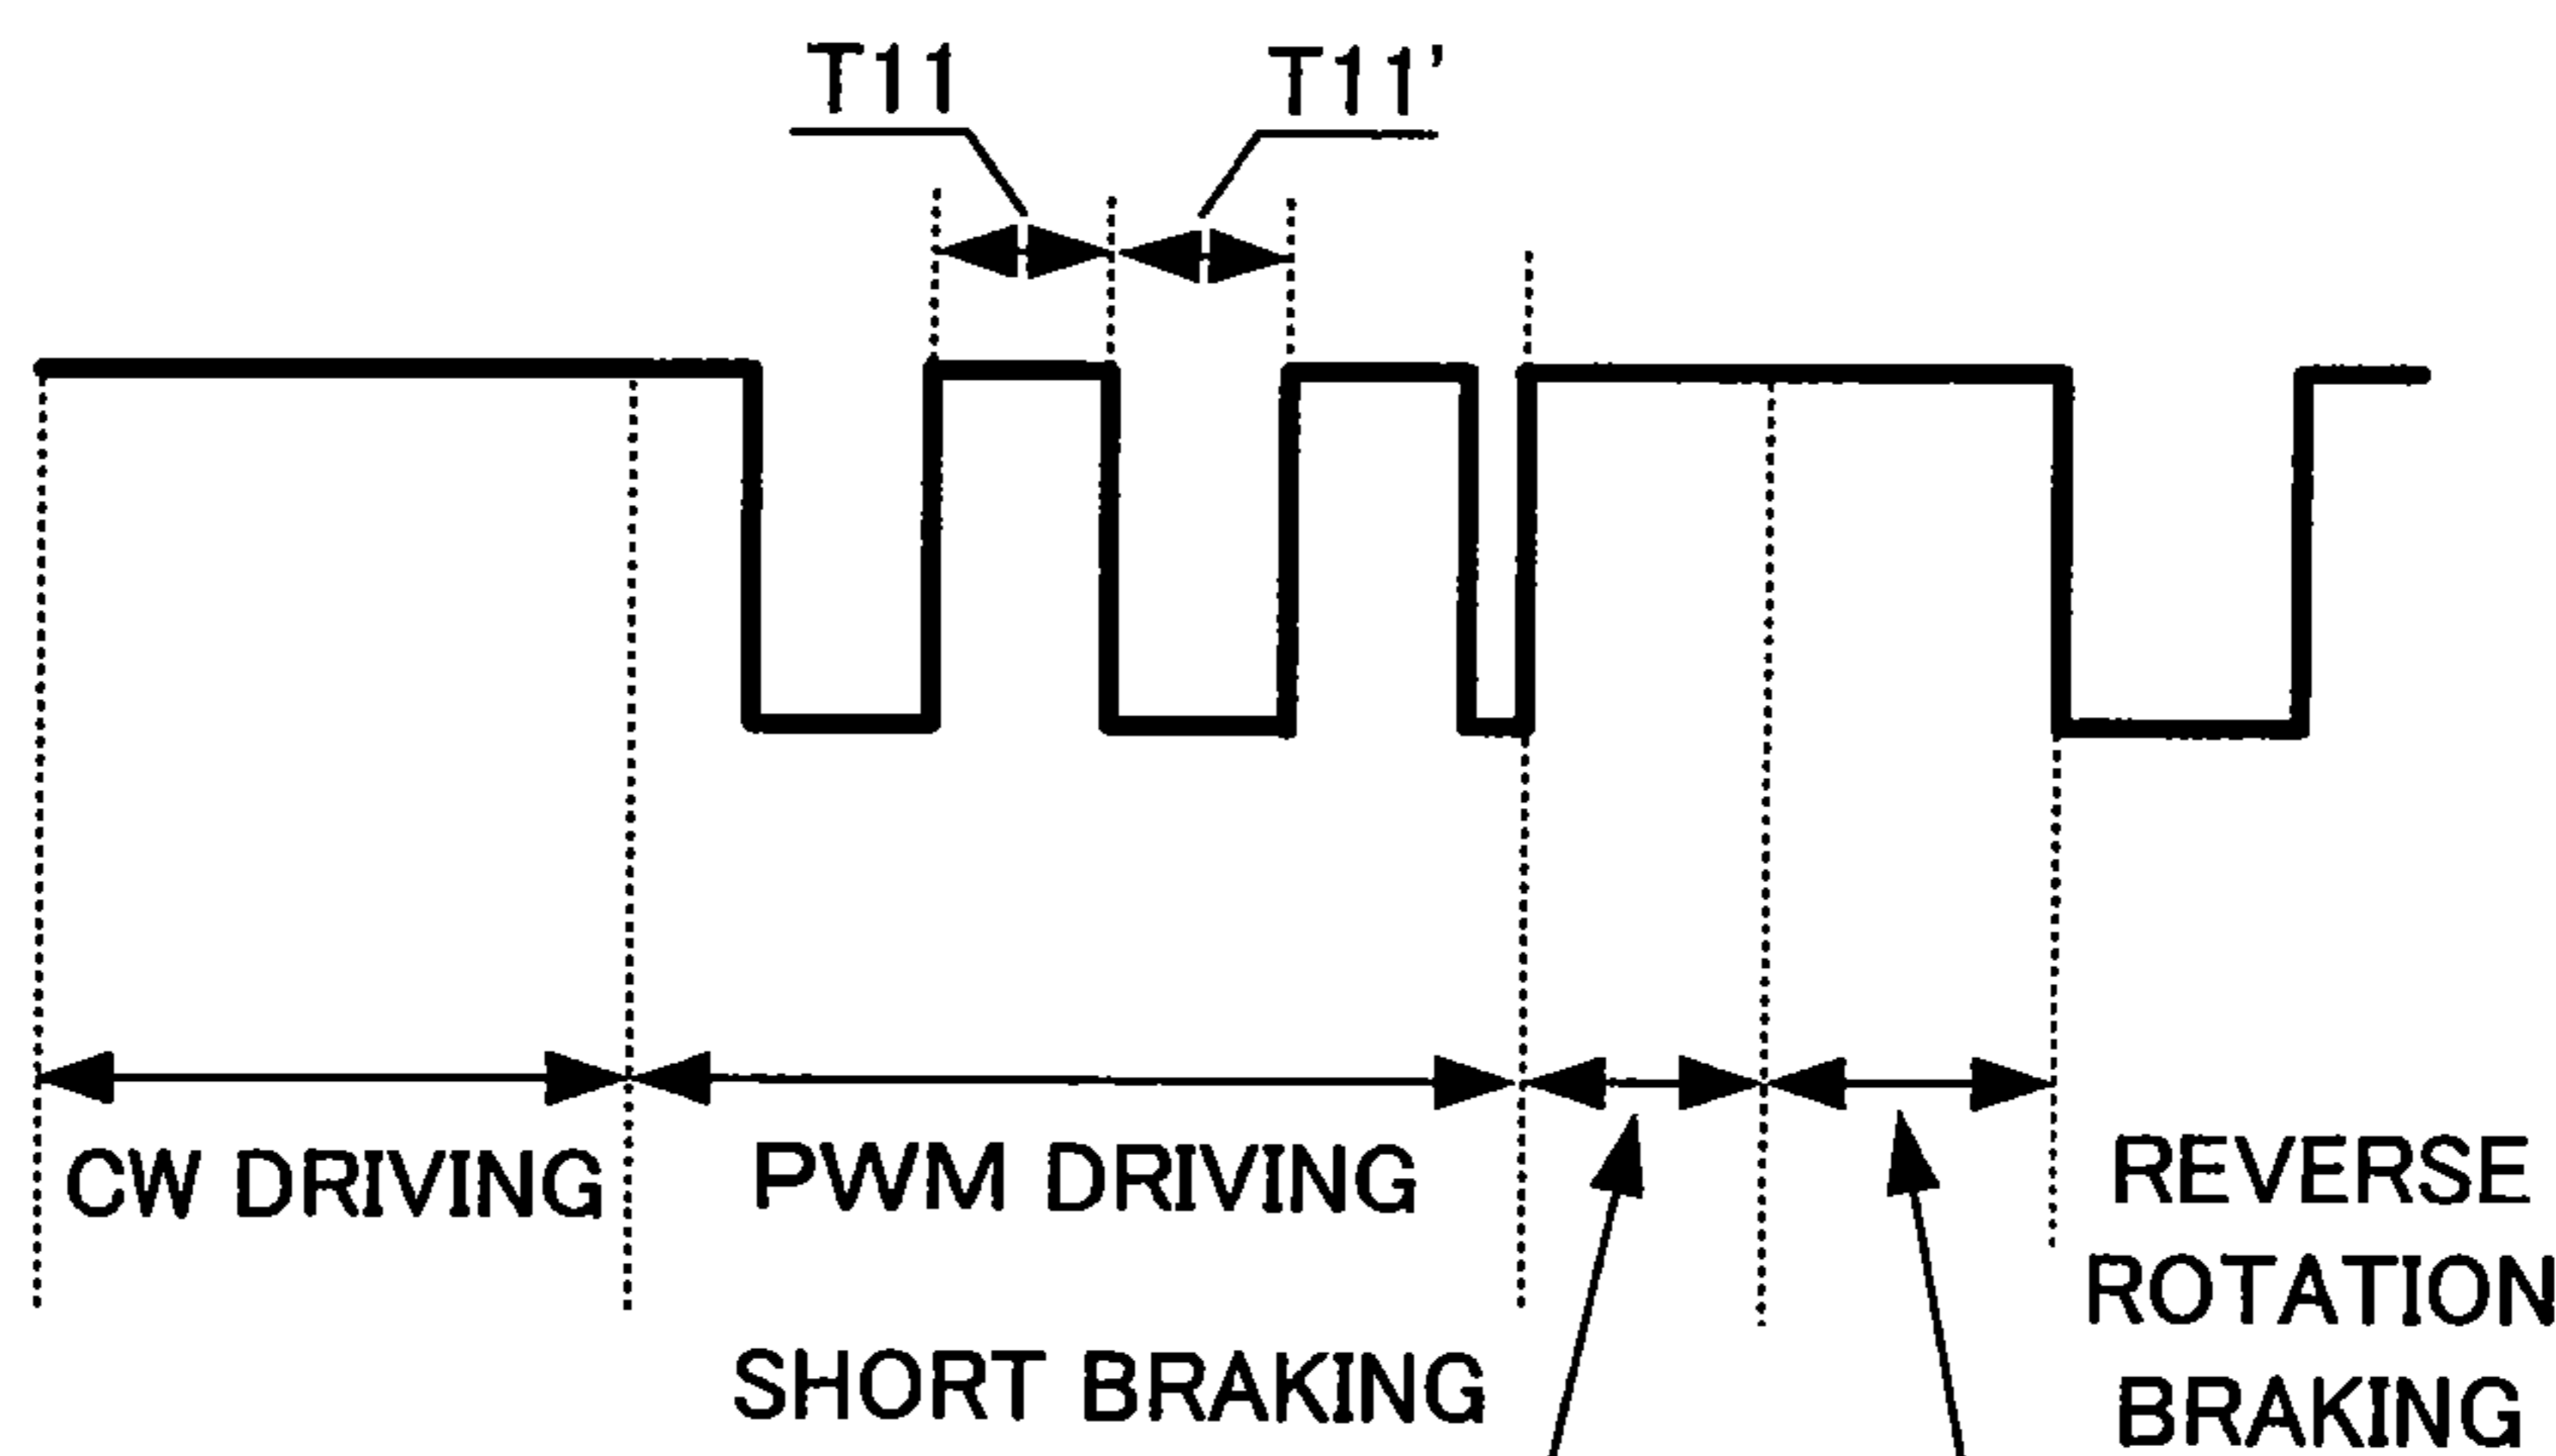 T11 T11'
CW DRIVING
PWM DRIVING
SHORT BRAKING
REVERSE
ROTATION
BRAKING